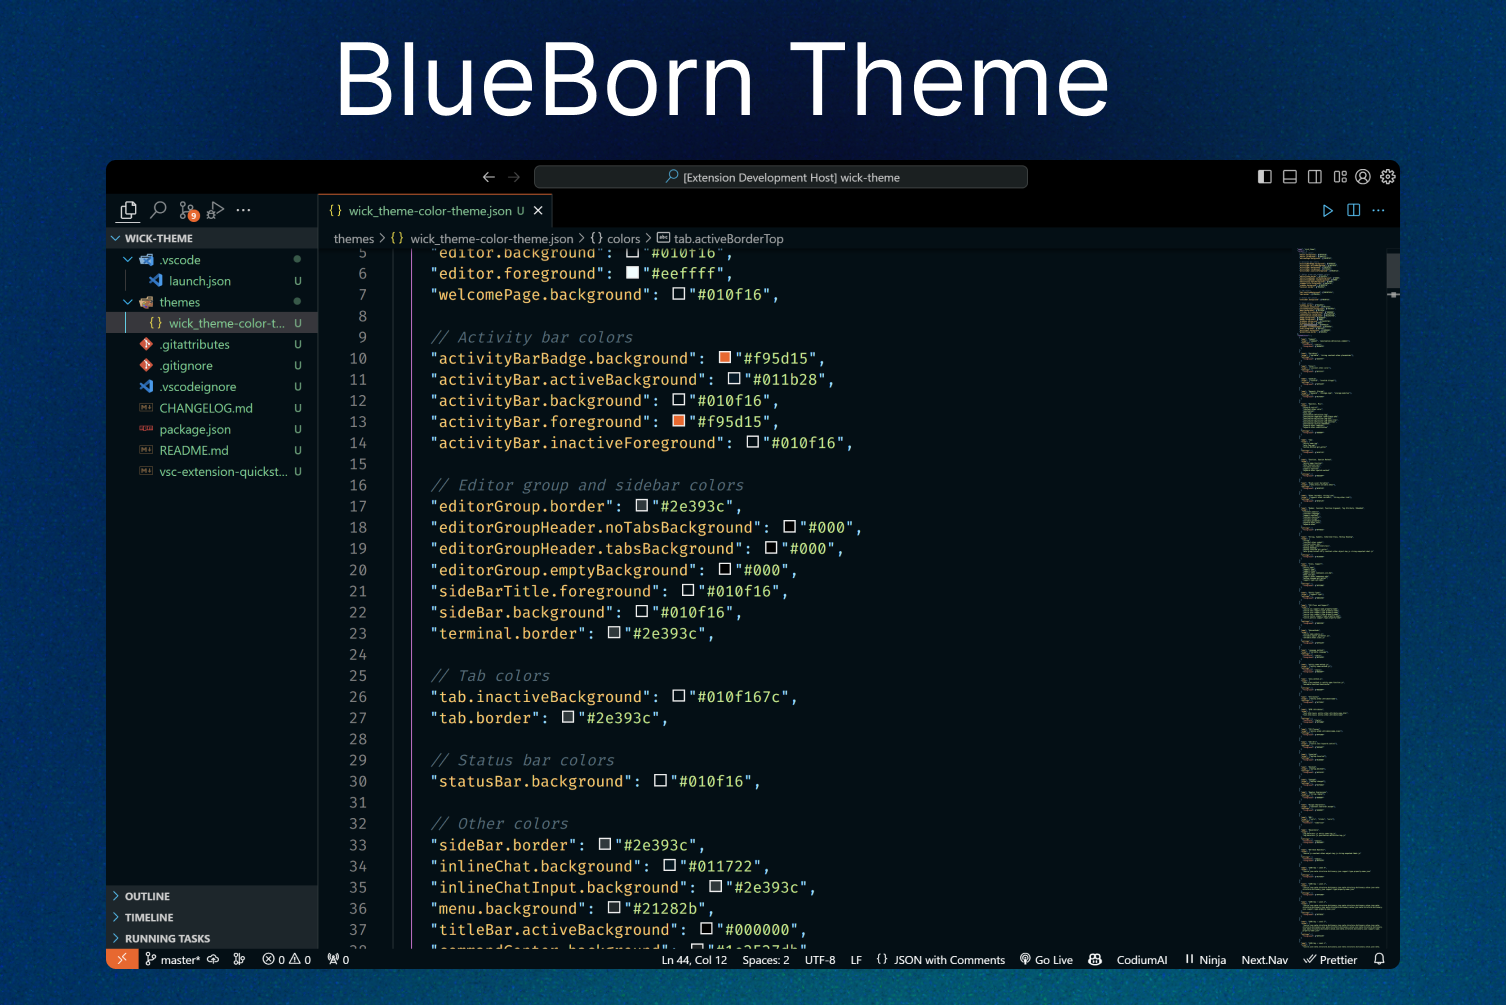 BlueBorn Theme
[Extension Development Host] wick-theme
9
wick_theme-color-theme.json U
WICK-THEME
themes > {} wick_theme-color-theme.json > {} colors > abc tab.activeBorderTop
.vscode
launch.json U
themes
{} wick_theme-color-t... U
.gitattributes U
.gitignore U
.vscodeignore U
CHANGELOG.md U
package.json U
README.md U
vsc-extension-quickst... U
5 "editor.background": "#010f16",
6 "editor.foreground": "#eeffff",
7 "welcomePage.background": "#010f16",
8
9 // Activity bar colors
10 "activityBarBadge.background": "#f95d15",
11 "activityBar.activeBackground": "#011b28",
12 "activityBar.background": "#010f16",
13 "activityBar.foreground": "#f95d15",
14 "activityBar.inactiveForeground": "#010f16",
15
16 // Editor group and sidebar colors
17 "editorGroup.border": "#2e393c",
18 "editorGroupHeader.noTabsBackground": "#000",
19 "editorGroupHeader.tabsBackground": "#000",
20 "editorGroup.emptyBackground": "#000",
21 "sideBarTitle.foreground": "#010f16",
22 "sideBar.background": "#010f16",
23 "terminal.border": "#2e393c",
24
25 // Tab colors
26 "tab.inactiveBackground": "#010f167c",
27 "tab.border": "#2e393c",
28
29 // Status bar colors
30 "statusBar.background": "#010f16",
31
32 // Other colors
33 "sideBar.border": "#2e393c",
34 "inlineChat.background": "#011722",
35 "inlineChatInput.background": "#2e393c",
36 "menu.background": "#21282b",
37 "titleBar.activeBackground": "#000000",
38
OUTLINE
TIMELINE
RUNNING TASKS
master* 0 0 0 Ln 44, Col 12 Spaces: 2 UTF-8 LF {} JSON with Comments Go Live CodiumAI Ninja Next.Nav Prettier